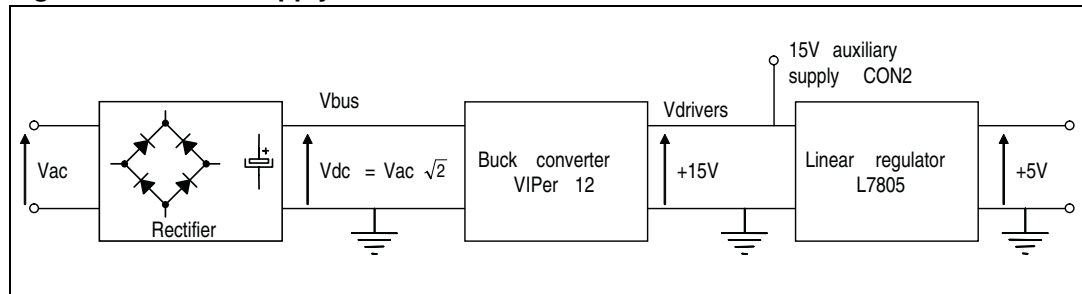 Vac
Rectifier
+
Vbus
Vdc = Vac √2
Buck converter
VIPer 12
Vdrivers
+15V
15V auxiliary
supply CON2
Linear regulator
L7805
+5V